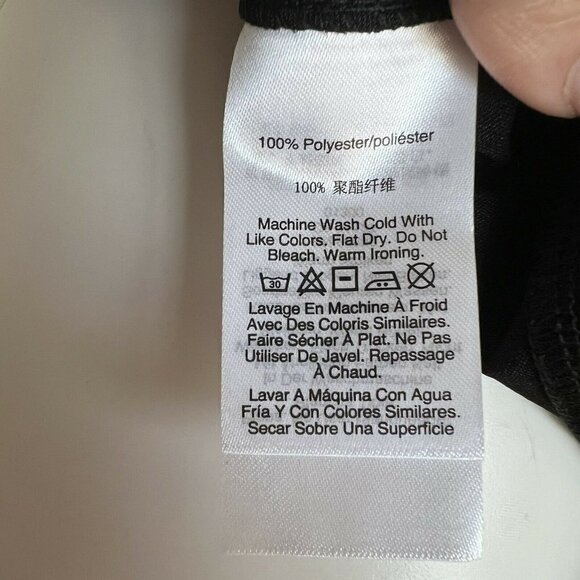 100% Polyester/poliéster
100% 聚酯纤维
Machine Wash Cold With
Like Colors. Flat Dry. Do Not
Bleach. Warm Ironing.
30
Lavage En Machine À Froid
Avec Des Coloris Similaires.
Faire Sécher À Plat. Ne Pas
Utiliser De Javel. Repassage
À Chaud.
Lavar A Máquina Con Agua
Fría Y Con Colores Similares.
Secar Sobre Una Superficie